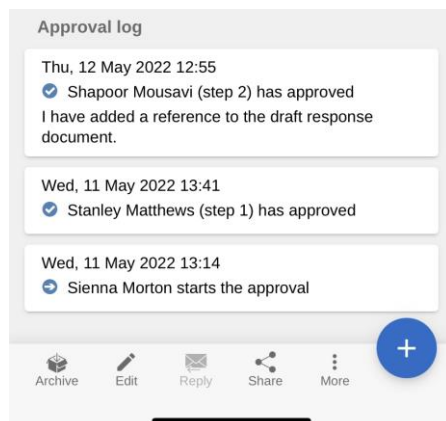 Approval log
Thu, 12 May 2022 12:55
Shapoor Mousavi (step 2) has approved
I have added a reference to the draft response
document.
Wed, 11 May 2022 13:41
Stanley Matthews (step 1) has approved
Wed, 11 May 2022 13:14
Sienna Morton starts the approval
Archive Edit Reply Share More